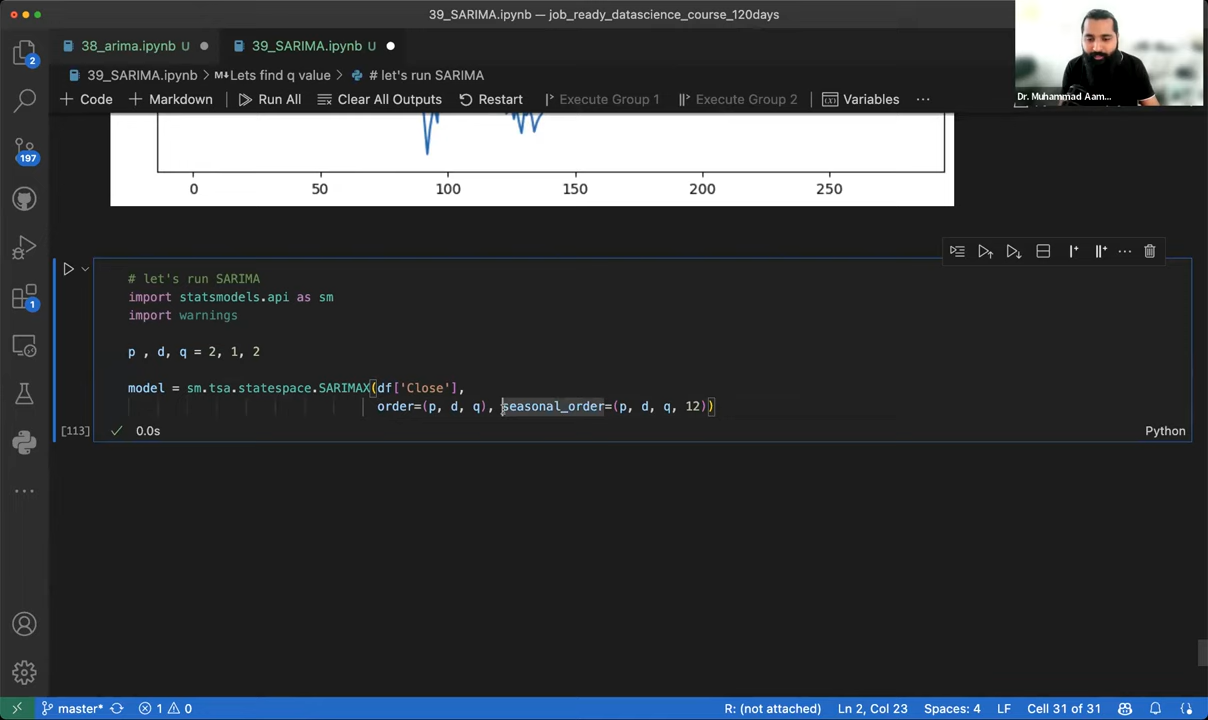 39_SARIMA.ipynb — job_ready_datascience_course_120days
38_arima.ipynb U
39_SARIMA.ipynb U
39_SARIMA.ipynb > M↓Lets find q value > # let's run SARIMA
+ Code + Markdown Run All Clear All Outputs Restart Execute Group 1 Execute Group 2 Variables ...
Dr. Muhammad Aam...
2
197
1
0 50 100 150 200 250
# let's run SARIMA
import statsmodels.api as sm
import warnings
p , d, q = 2, 1, 2
model = sm.tsa.statespace.SARIMAX(df['Close'],
order=(p, d, q), seasonal_order=(p, d, q, 12))
[113] 0.0s Python
master* 1 0 R: (not attached) Ln 2, Col 23 Spaces: 4 LF Cell 31 of 31